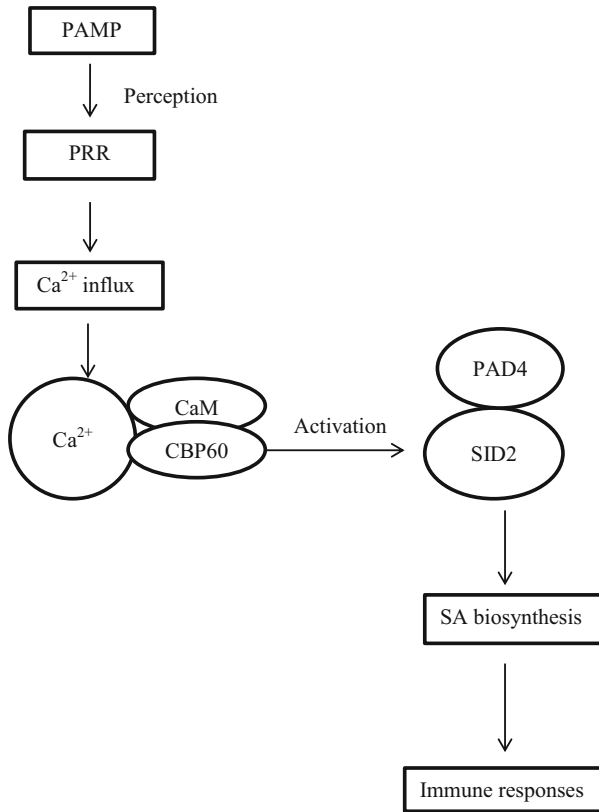 PAMP
Perception
PRR
Ca²⁺ influx
PAD4
CaM
Ca²⁺
CBP60
Activation
SID2
SA biosynthesis
Immune responses